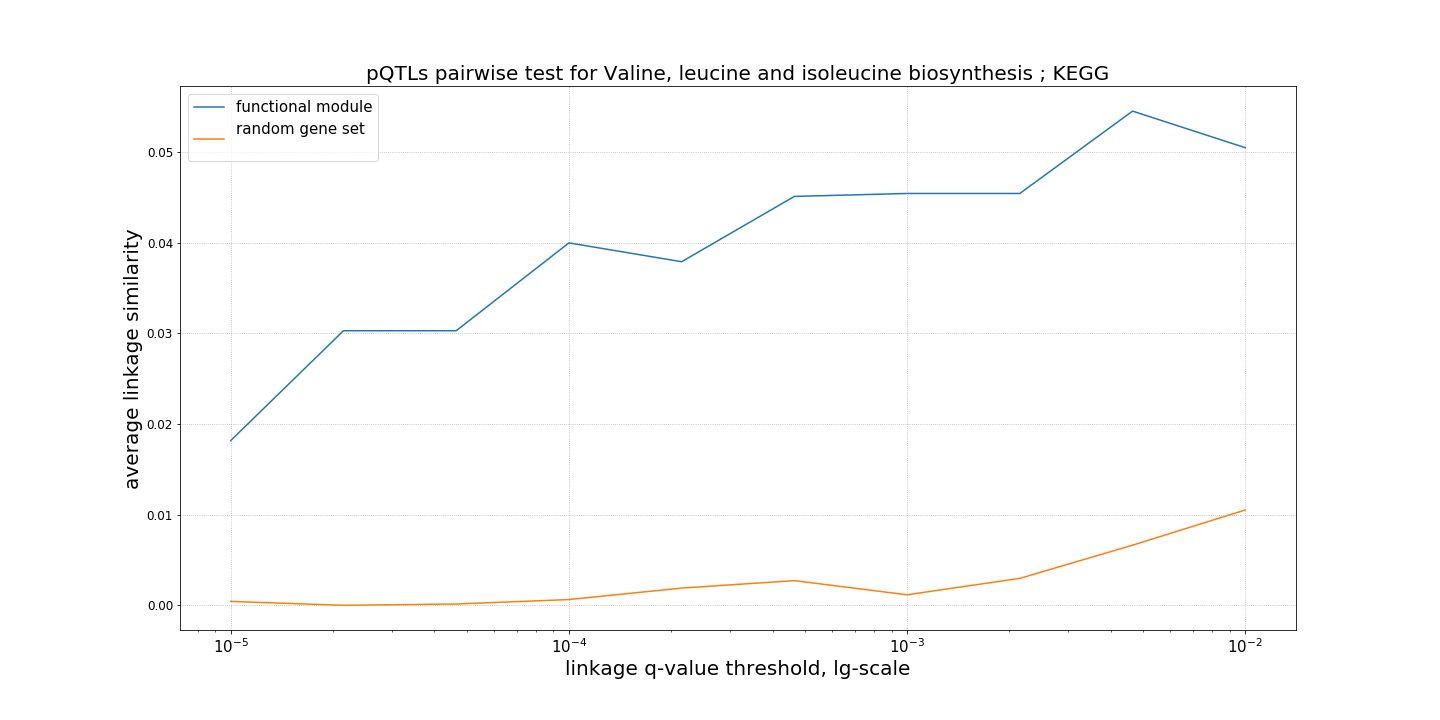 pQTLs pairwise test for Valine, leucine and isoleucine biosynthesis ; KEGG
functional module
random gene set
average linkage similarity
0.05
0.04
0.03
0.02
0.01
0.00
10⁻⁵ 10⁻⁴ 10⁻³ 10⁻²
linkage q-value threshold, lg-scale